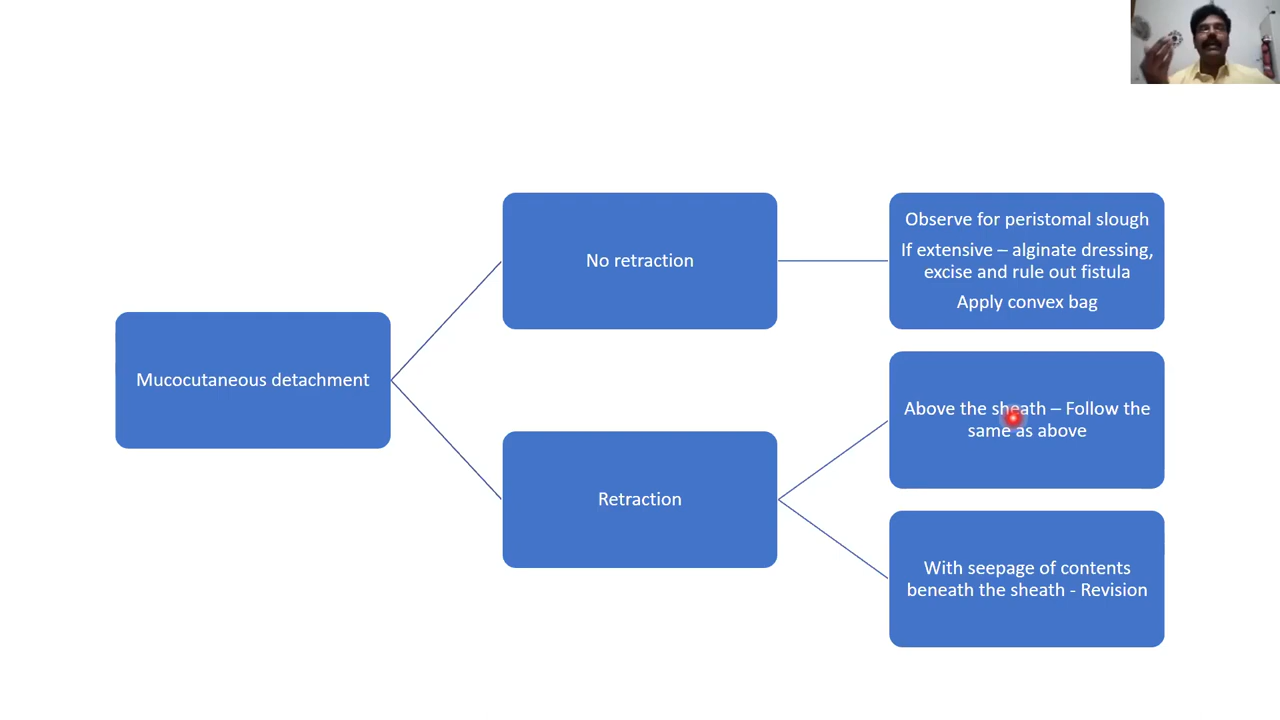 Mucocutaneous detachment
No retraction
Observe for peristomal slough
If extensive – alginate dressing,
excise and rule out fistula
Apply convex bag
Retraction
Above the sheath – Follow the
same as above
With seepage of contents
beneath the sheath - Revision